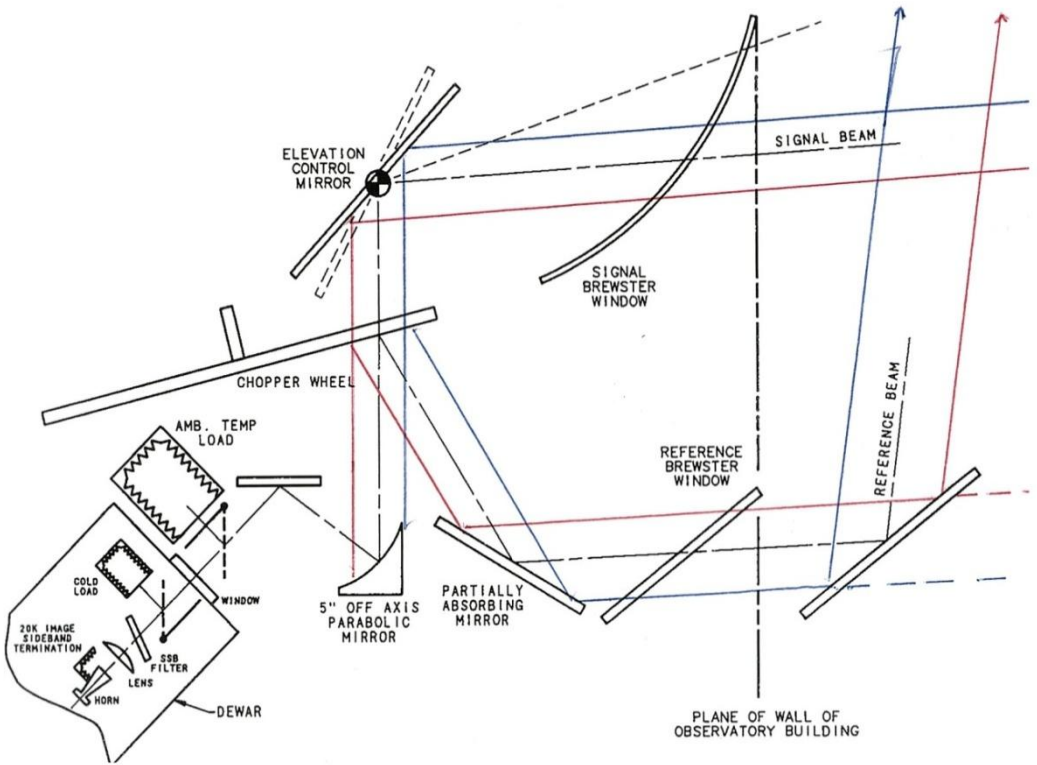 ELEVATION
CONTROL
MIRROR
SIGNAL BEAM
SIGNAL
BREWSTER
WINDOW
CHOPPER WHEEL
AMB. TEMP
LOAD
REFERENCE
BREWSTER
WINDOW
REFERENCE BEAM
COLD
LOAD
WINDOW
5" OFF AXIS
PARABOLIC
MIRROR
PARTIALLY
ABSORBING
MIRROR
20K IMAGE
SIDEBAND
TERMINATION
SSB
FILTER
LENS
HORN
DEWAR
PLANE OF WALL OF
OBSERVATORY BUILDING